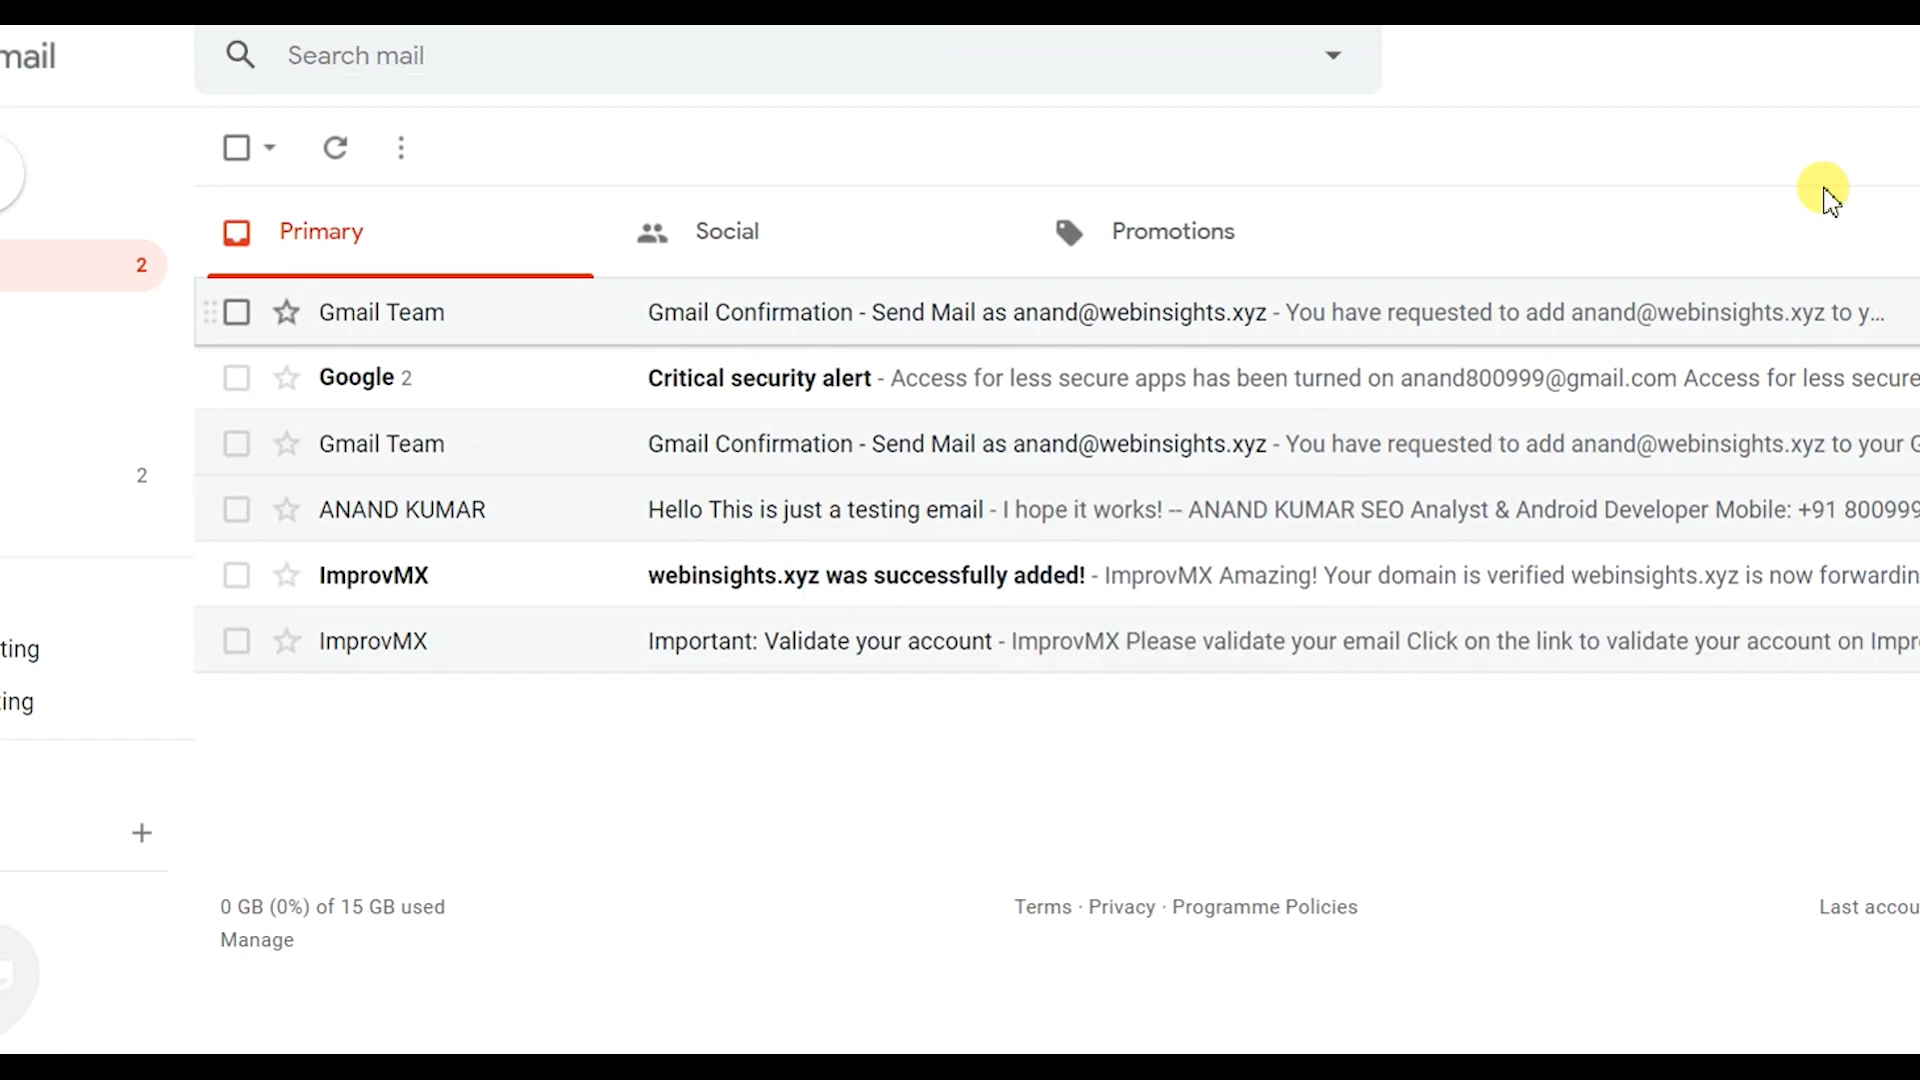 mail
Search mail
2
Primary
Social
Promotions
Gmail Team Gmail Confirmation - Send Mail as anand@webinsights.xyz - You have requested to add anand@webinsights.xyz to y...
Google 2 Critical security alert - Access for less secure apps has been turned on anand800999@gmail.com Access for less secure
Gmail Team Gmail Confirmation - Send Mail as anand@webinsights.xyz - You have requested to add anand@webinsights.xyz to your G
2
ANAND KUMAR Hello This is just a testing email - I hope it works! -- ANAND KUMAR SEO Analyst & Android Developer Mobile: +91 800999
ImprovMX webinsights.xyz was successfully added! - ImprovMX Amazing! Your domain is verified webinsights.xyz is now forwardin
ImprovMX Important: Validate your account - ImprovMX Please validate your email Click on the link to validate your account on Impr
ting
ing
0 GB (0%) of 15 GB used
Manage
Terms · Privacy · Programme Policies
Last accou